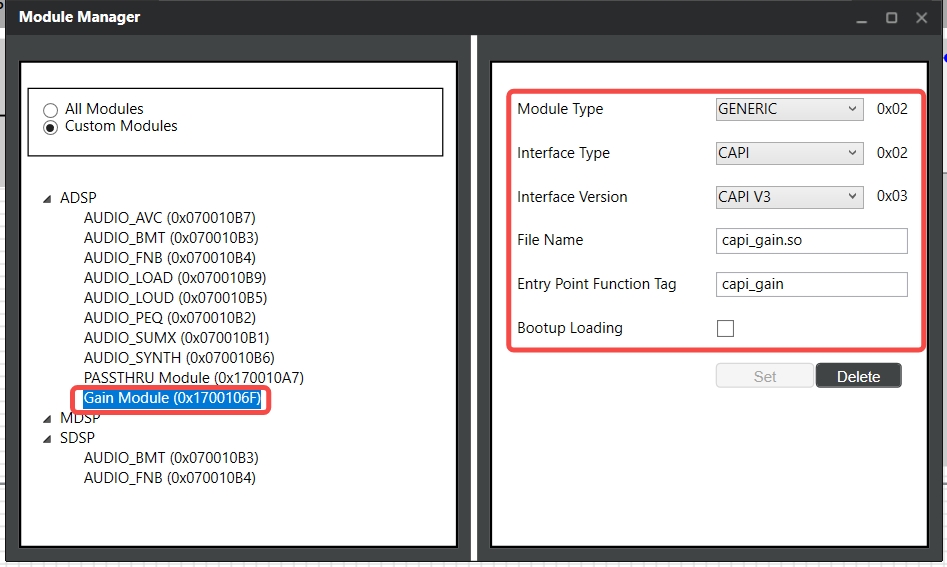 Module Manager
All Modules
Custom Modules
ADSP
AUDIO_AVC (0x070010B7)
AUDIO_BMT (0x070010B3)
AUDIO_FNB (0x070010B4)
AUDIO_LOAD (0x070010B9)
AUDIO_LOUD (0x070010B5)
AUDIO_PEQ (0x070010B2)
AUDIO_SUMX (0x070010B1)
AUDIO_SYNTH (0x070010B6)
PASSTHRU Module (0x170010A7)
Gain Module (0x1700106F)
MDSP
SDSP
AUDIO_BMT (0x070010B3)
AUDIO_FNB (0x070010B4)
Module Type GENERIC 0x02
Interface Type CAPI 0x02
Interface Version CAPI V3 0x03
File Name capi_gain.so
Entry Point Function Tag capi_gain
Bootup Loading
Set Delete